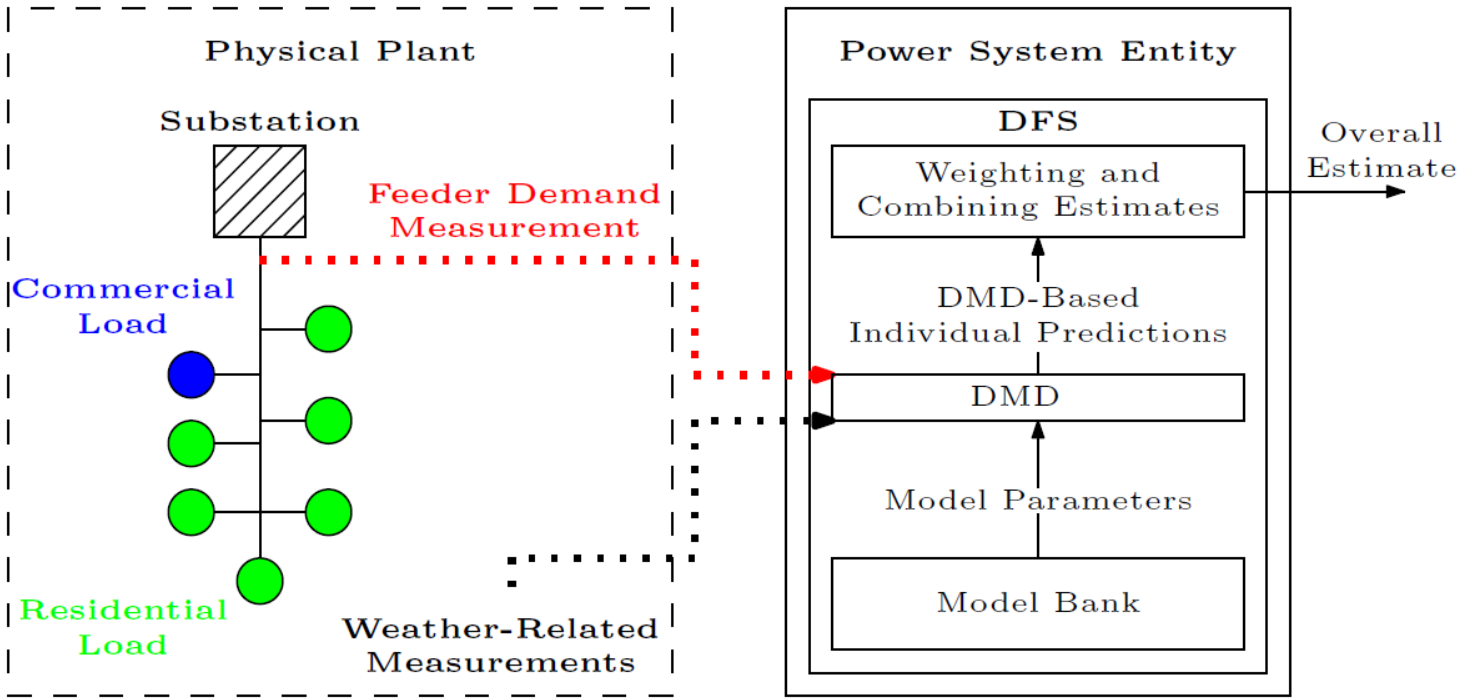 Physical Plant
Substation
Feeder Demand
Measurement
Commercial
Load
Residential
Load
Weather-Related
Measurements
Power System Entity
DFS
Weighting and
Combining Estimates
Overall
Estimate
DMD-Based
Individual Predictions
DMD
Model Parameters
Model Bank